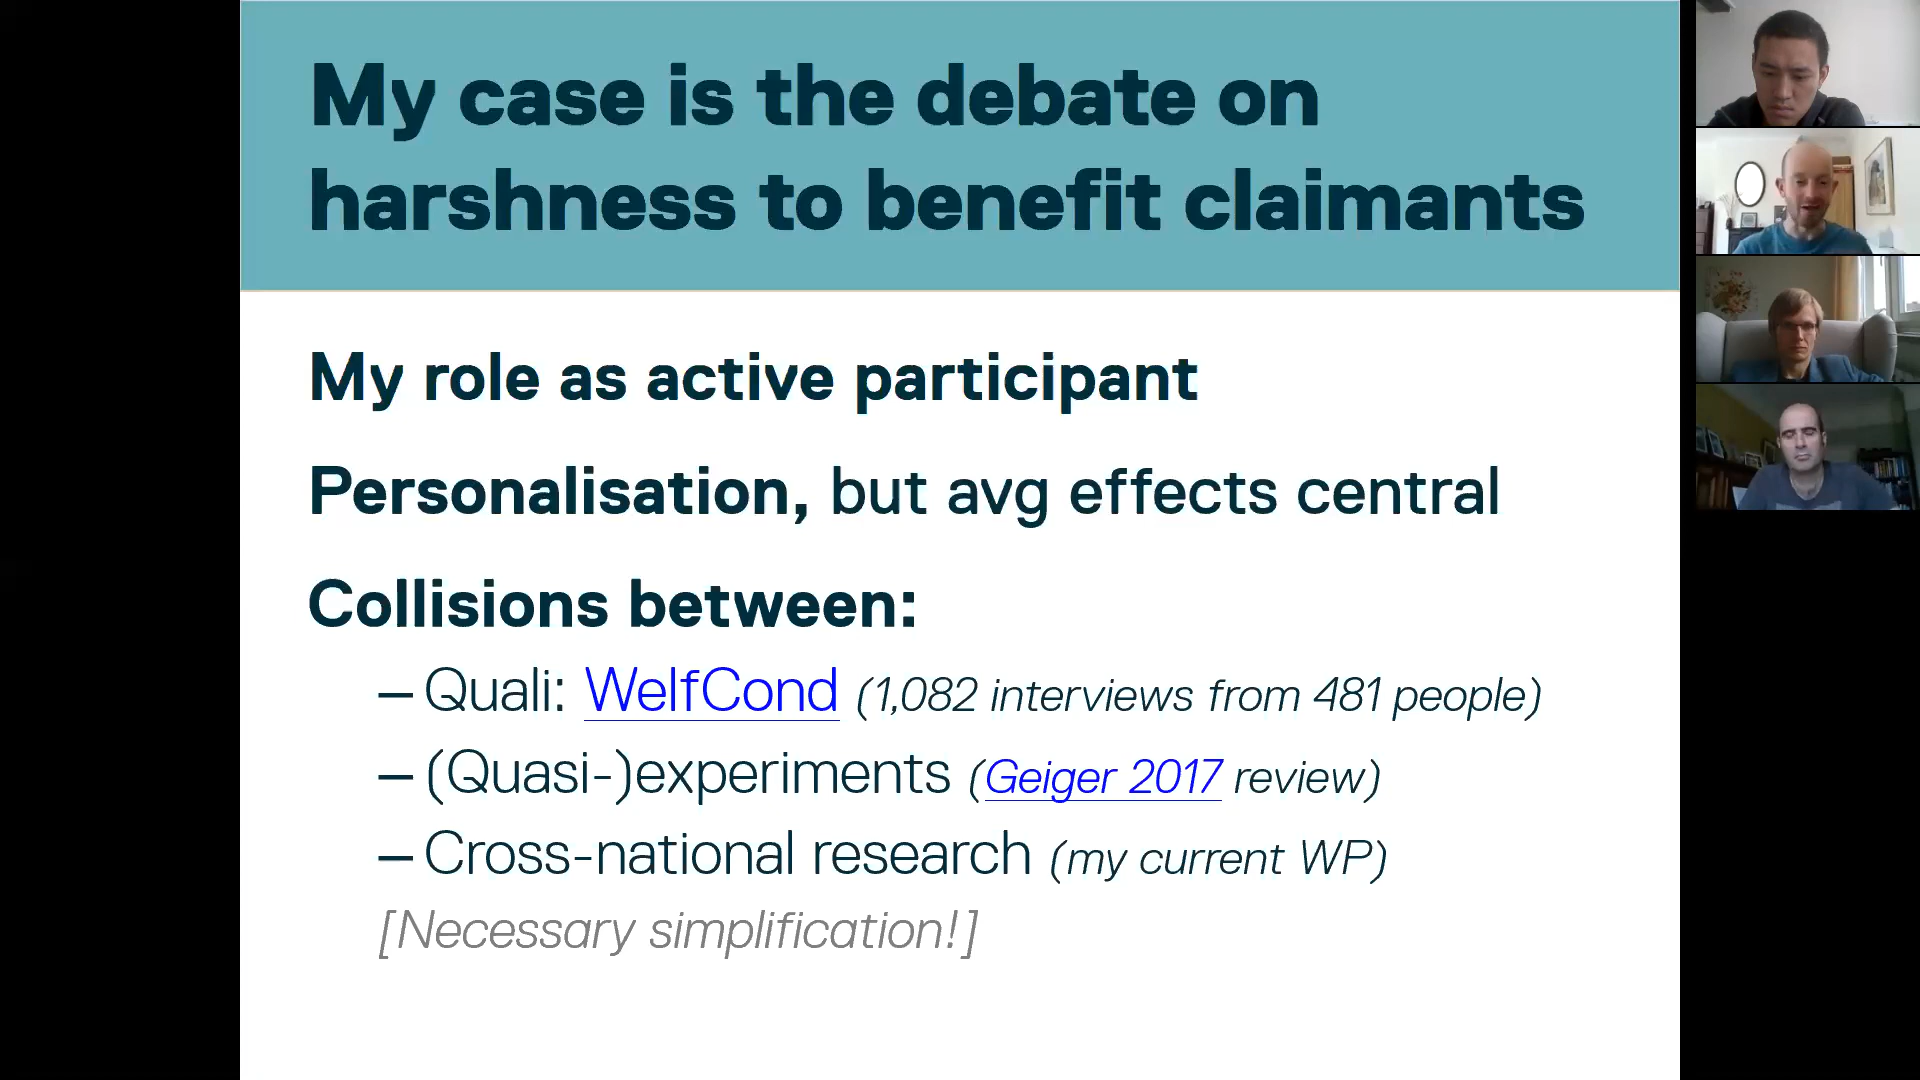 My case is the debate on
harshness to benefit claimants
My role as active participant
Personalisation, but avg effects central
Collisions between:
– Quali: WelfCond (1,082 interviews from 481 people)
– (Quasi-)experiments (Geiger 2017 review)
– Cross-national research (my current WP)
[Necessary simplification!]